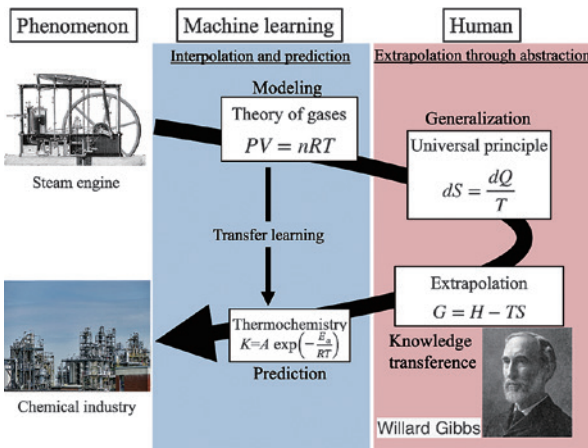 Phenomenon
Machine learning
Human
Interpolation and prediction
Extrapolation through abstraction
Modeling
Theory of gases
PV = nRT
Generalization
Universal principle
dS = dQ/T
Steam engine
Transfer learning
Extrapolation
G = H − TS
Thermochemistry
K=A exp(−Ea/RT)
Prediction
Knowledge
transference
Chemical industry
Willard Gibbs